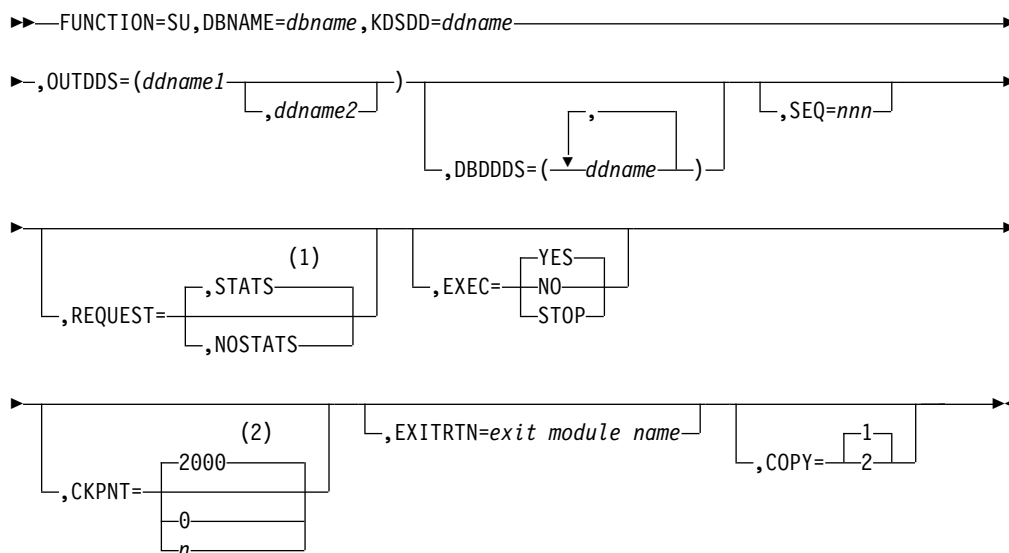 FUNCTION=SU,DBNAME=dbname,KDSDD=ddname
,OUTDDS=(ddname1 ) , ,SEQ=nnn
,ddname2
,DBDDDS=( ddname )
(1) YES
,STATS ,EXEC= NO
,REQUEST= STOP
,NOSTATS
(2) ,EXITRTN=exit module name 1
2000 ,COPY= 2
,CKPNT=
0
n